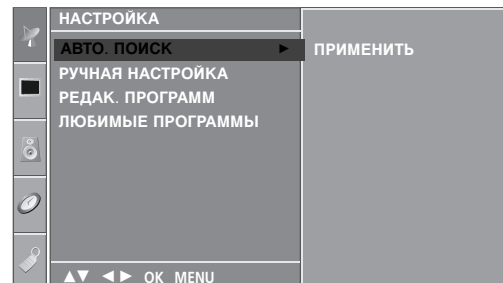 НАСТРОЙКА
АВТО. ПОИСК ►
ПРИМЕНИТЬ
РУЧНАЯ НАСТРОЙКА
РЕДАК. ПРОГРАММ
ЛЮБИМЫЕ ПРОГРАММЫ
▲▼ ◄► OK MENU